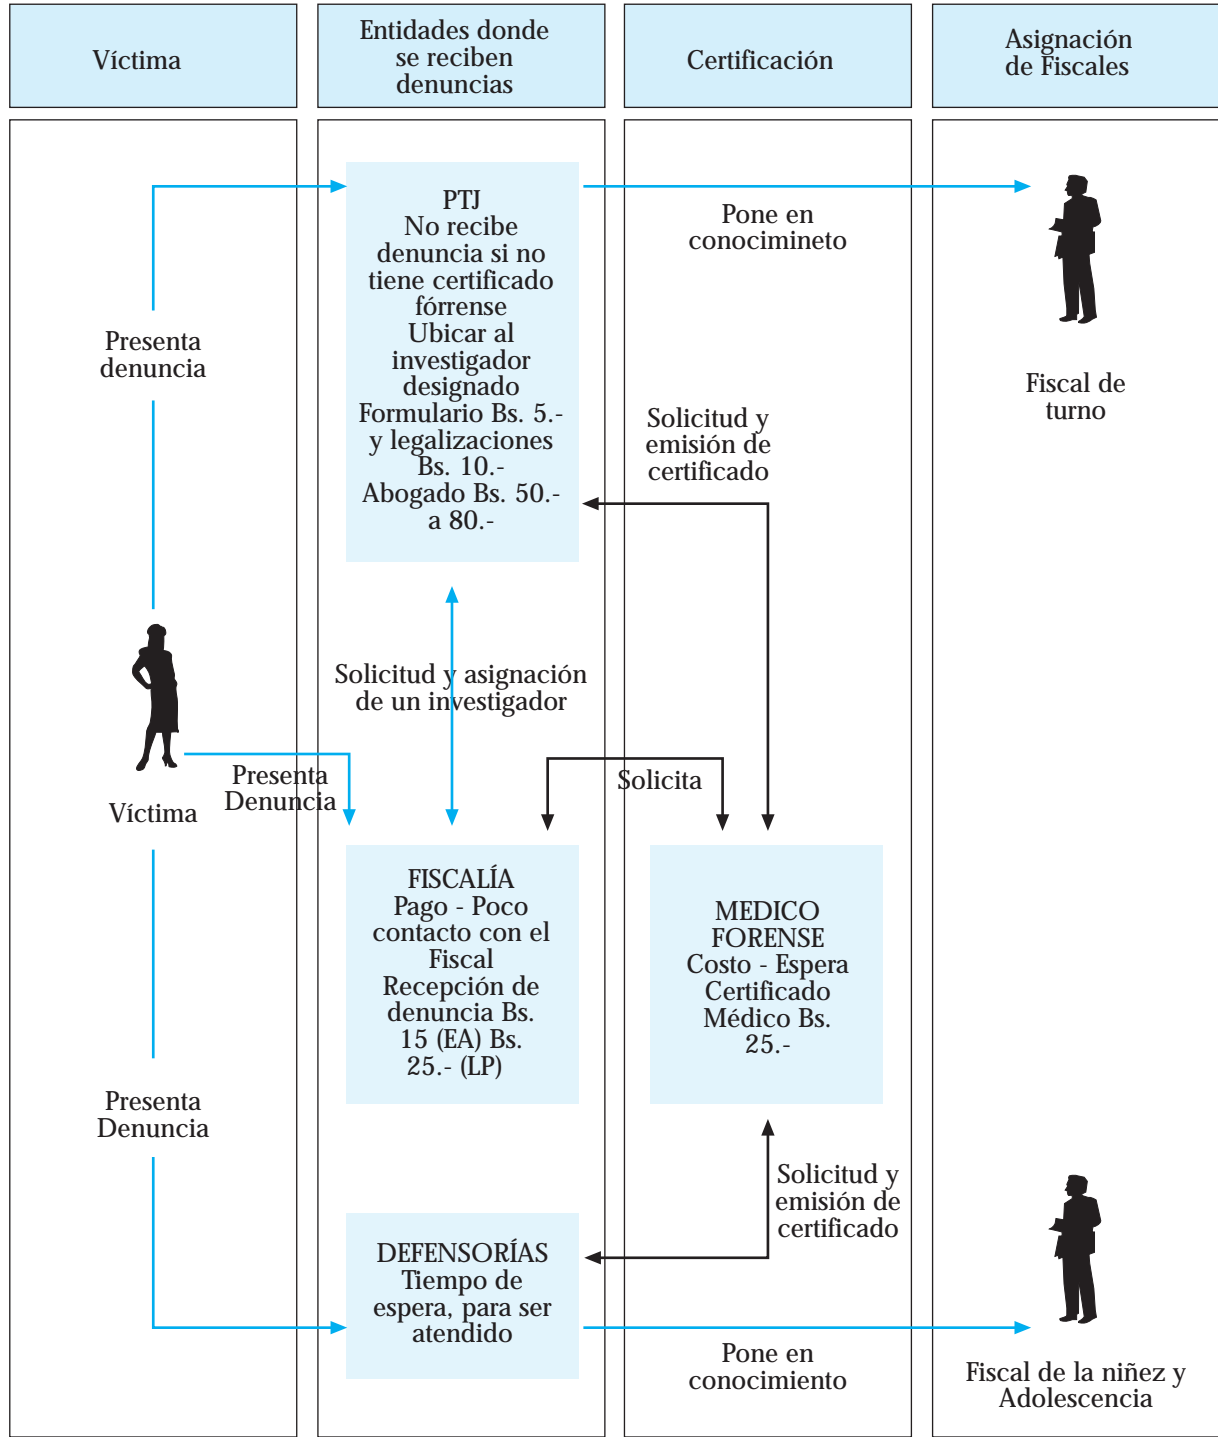 Víctima
Entidades donde
se reciben
denuncias
Certificación
Asignación
de Fiscales
PTJ
No recibe
denuncia si no
tiene certificado
fórrense
Ubicar al
investigador
designado
Formulario Bs. 5.-
y legalizaciones
Bs. 10.-
Abogado Bs. 50.-
a 80.-
Pone en
conocimineto
Fiscal de
turno
Presenta
denuncia
Solicitud y
emisión de
certificado
Solicitud y asignación
de un investigador
Víctima
Presenta
Denuncia
Solicita
FISCALÍA
Pago - Poco
contacto con el
Fiscal
Recepción de
denuncia Bs.
15 (EA) Bs.
25.- (LP)
MEDICO
FORENSE
Costo - Espera
Certificado
Médico Bs.
25.-
Presenta
Denuncia
Solicitud y
emisión de
certificado
DEFENSORÍAS
Tiempo de
espera, para ser
atendido
Pone en
conocimiento
Fiscal de la niñez y
Adolescencia